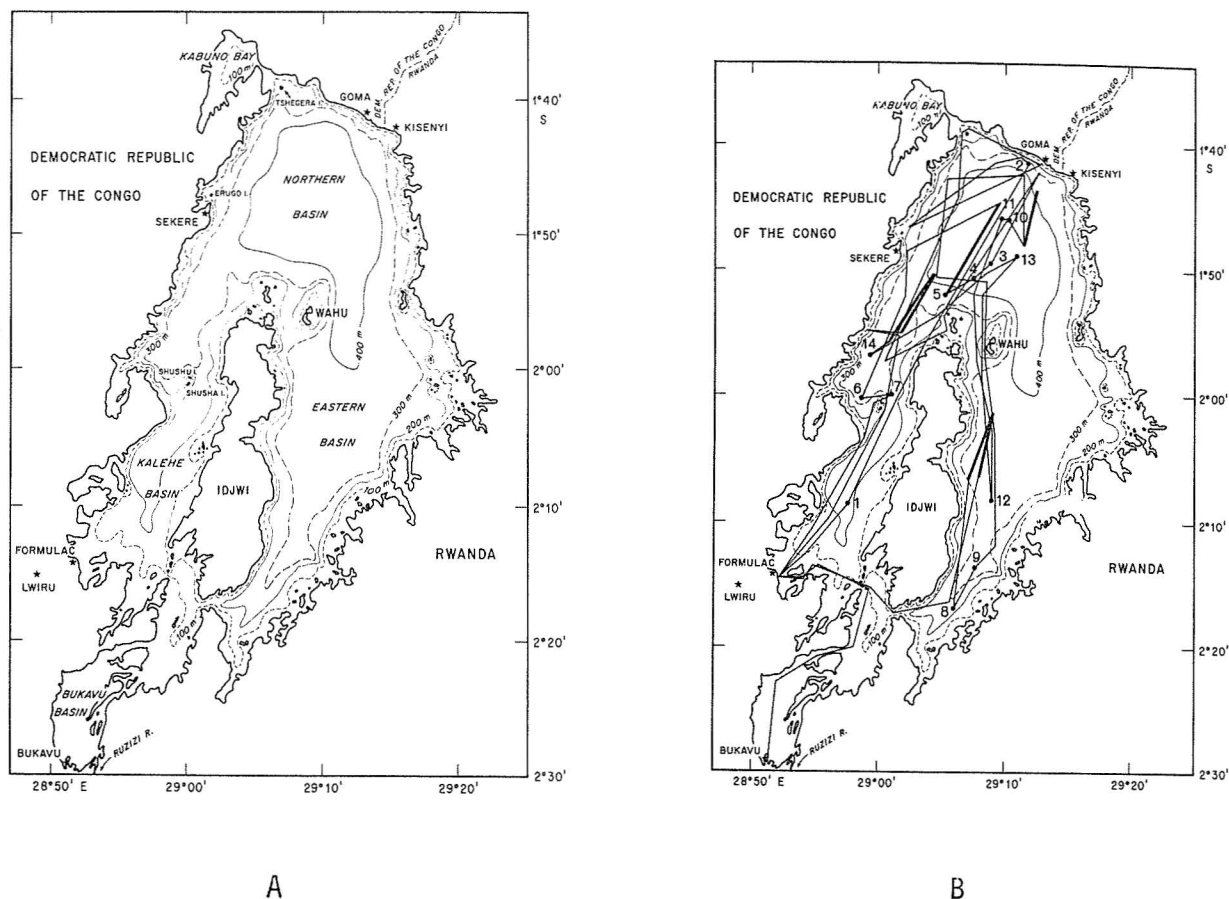 KABUNO BAY
100 m
TSHEGERA I.
GOMA
DEM. REP. OF THE CONGO
RWANDA
KISENYI
1°40'
S
DEMOCRATIC REPUBLIC
OF THE CONGO
NORTHERN
BASIN
ERUGO I.
SEKERE
1°50'
WAHU
400 m
300 m
SHUSHU I.
SHUSHA I.
2°00'
EASTERN
BASIN
300 m
200 m
100 m
KALEHE
BASIN
IDJWI
2°10'
FORMULAC
LWIRU
RWANDA
100 m
2°20'
BUKAVU
BASIN
BUKAVU
RUZIZI R.
2°30'
28°50' E
29°00'
29°10'
29°20'
A
KABUNO BAY
100 m
DEM. REP. OF THE CONGO
RWANDA
GOMA
2
KISENYI
1°40'
S
DEMOCRATIC REPUBLIC
OF THE CONGO
11
10
SEKERE
4
3
13
1°50'
5
WAHU
14
400 m
300 m
6
7
2°00'
300 m
200 m
1
12
IDJWI
2°10'
FORMULAC
LWIRU
9
RWANDA
8
100 m
2°20'
BUKAVU
RUZIZI R.
2°30'
28°50' E
29°00'
29°10'
29°20'
B